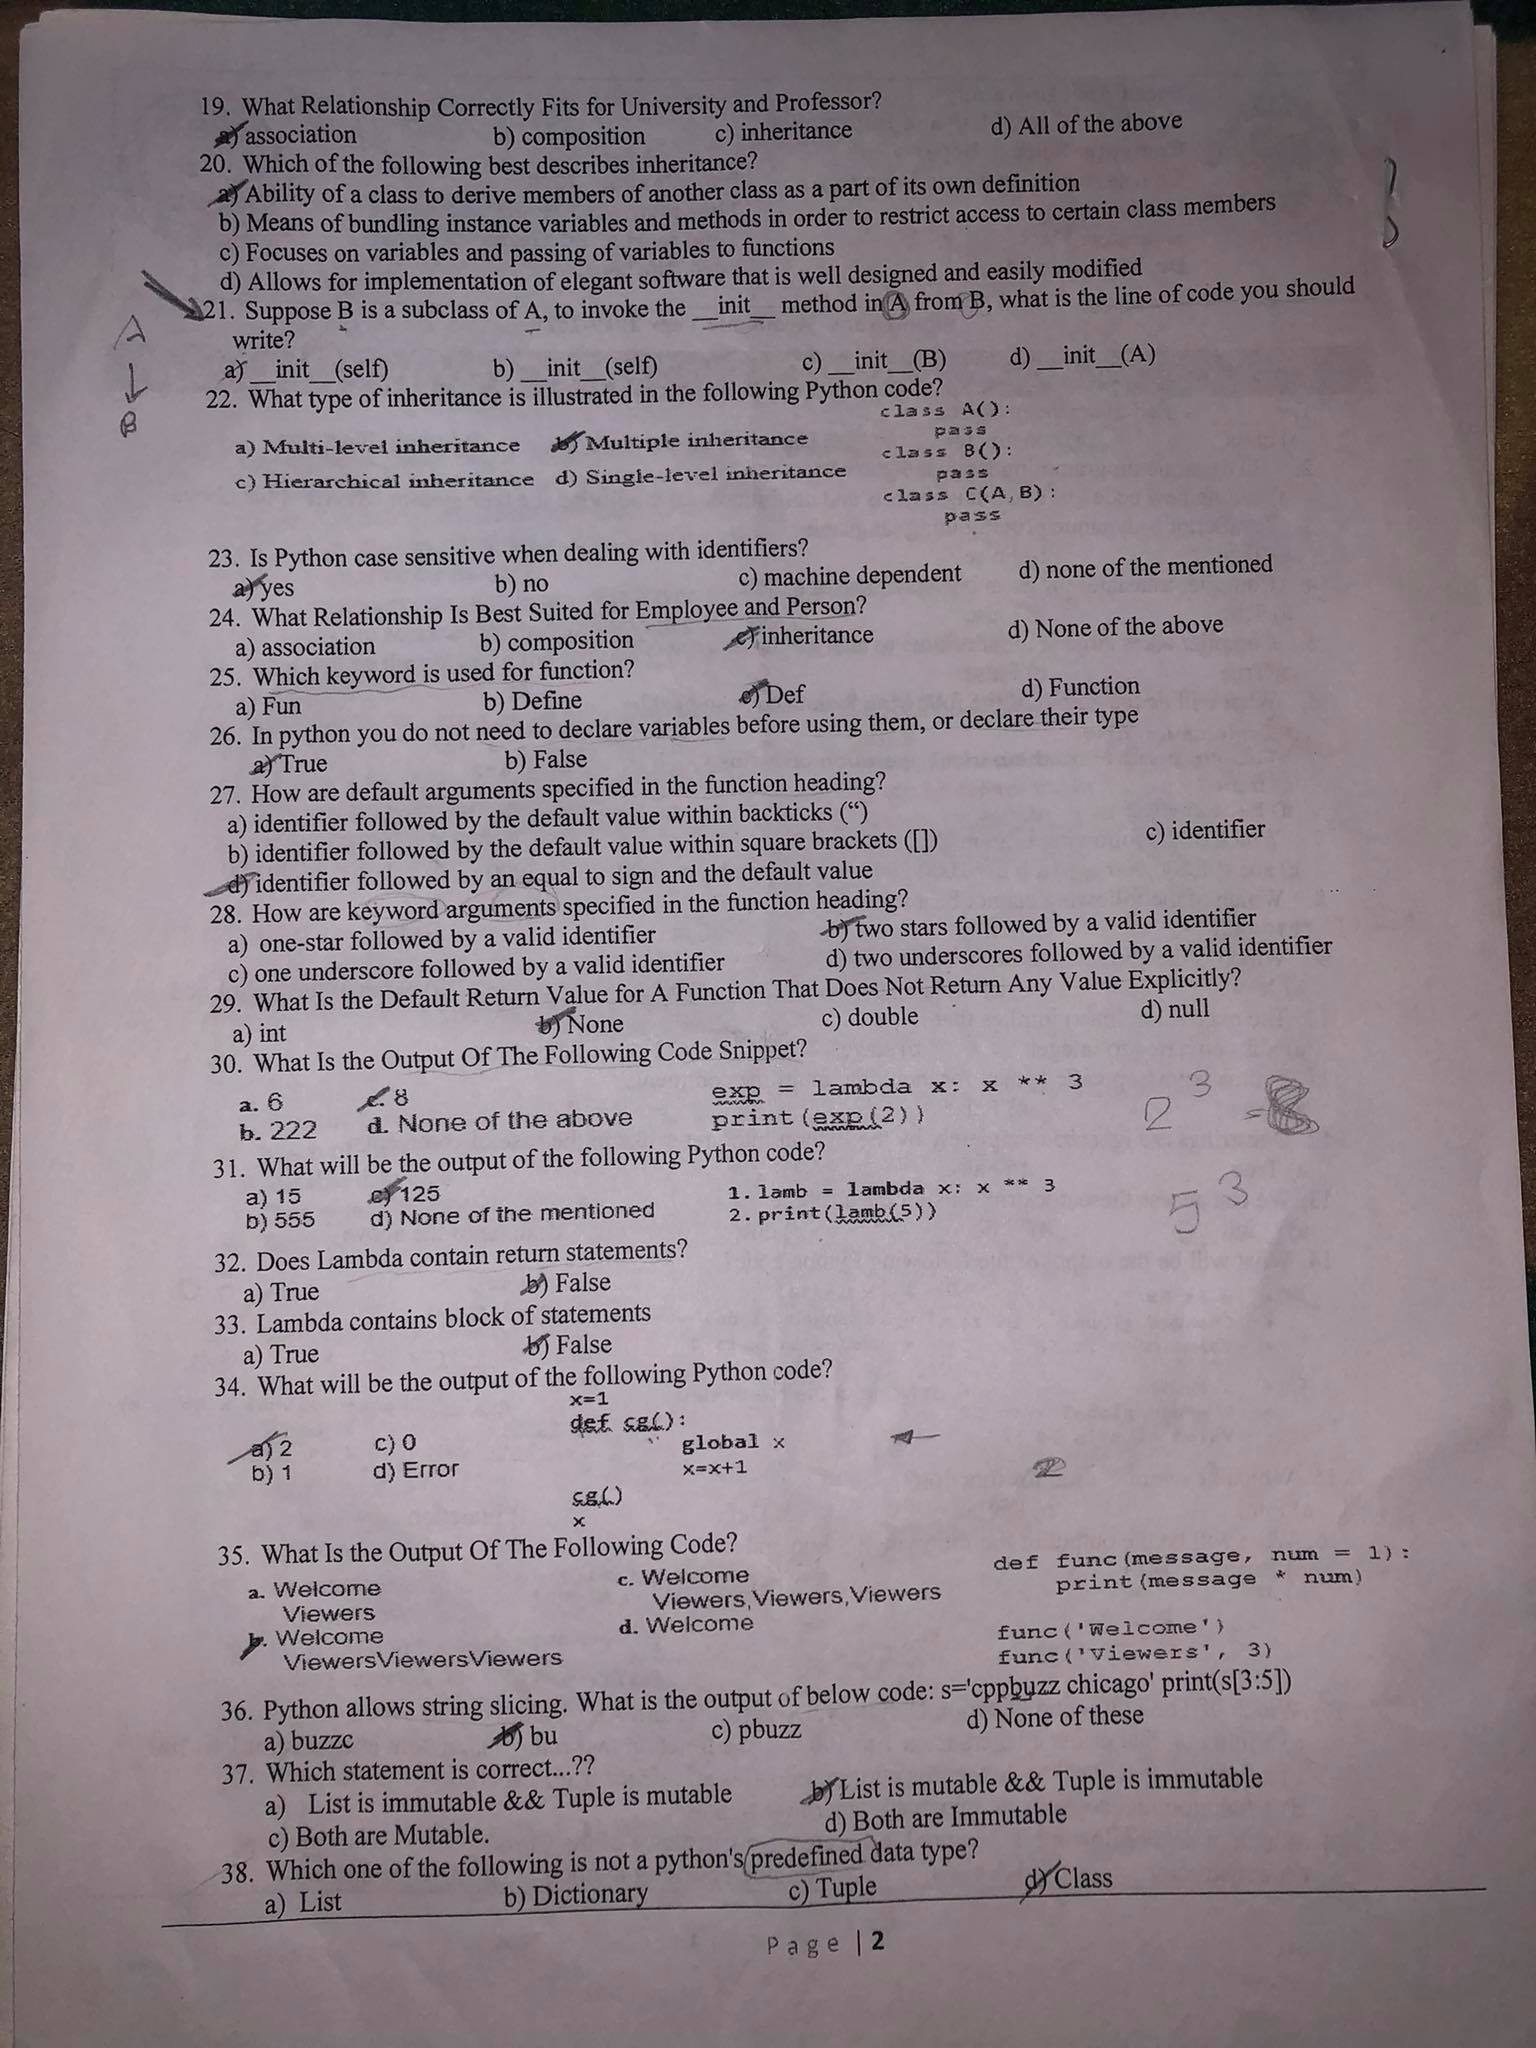 19. What Relationship Correctly Fits for University and Professor?
a) association b) composition c) inheritance d) All of the above
20. Which of the following best describes inheritance?
a) Ability of a class to derive members of another class as a part of its own definition
b) Means of bundling instance variables and methods in order to restrict access to certain class members
c) Focuses on variables and passing of variables to functions
d) Allows for implementation of elegant software that is well designed and easily modified
21. Suppose B is a subclass of A, to invoke the __init__ method in A from B, what is the line of code you should
write?
A
↓
B
a) __init__(self) b) __init__(self) c) __init__(B) d) __init__(A)
22. What type of inheritance is illustrated in the following Python code?
class A():
pass
a) Multi-level inheritance b) Multiple inheritance
class B():
pass
c) Hierarchical inheritance d) Single-level inheritance
class C(A,B):
pass
23. Is Python case sensitive when dealing with identifiers?
a) yes b) no c) machine dependent d) none of the mentioned
24. What Relationship Is Best Suited for Employee and Person?
a) association b) composition c) inheritance d) None of the above
25. Which keyword is used for function?
a) Fun b) Define c) Def d) Function
26. In python you do not need to declare variables before using them, or declare their type
a) True b) False
27. How are default arguments specified in the function heading?
a) identifier followed by the default value within backticks (“)
b) identifier followed by the default value within square brackets ([]) c) identifier
d) identifier followed by an equal to sign and the default value
28. How are keyword arguments specified in the function heading?
a) one-star followed by a valid identifier b) two stars followed by a valid identifier
c) one underscore followed by a valid identifier d) two underscores followed by a valid identifier
29. What Is the Default Return Value for A Function That Does Not Return Any Value Explicitly?
a) int b) None c) double d) null
30. What Is the Output Of The Following Code Snippet?
a. 6 c. 8 exp = lambda x: x ** 3
b. 222 d. None of the above print(exp(2))
2 3 = 8
31. What will be the output of the following Python code?
a) 15 c) 125 1. lamb = lambda x: x ** 3
b) 555 d) None of the mentioned 2. print(lamb(5))
5 3
32. Does Lambda contain return statements?
a) True b) False
33. Lambda contains block of statements
a) True b) False
34. What will be the output of the following Python code?
x=1
def cg():
a) 2 c) 0 global x
b) 1 d) Error x=x+1
2
cg()
x
35. What Is the Output Of The Following Code?
def func(message, num = 1):
print(message * num)
a. Welcome c. Welcome
Viewers Viewers,Viewers,Viewers
b. Welcome d. Welcome
func('Welcome')
ViewersViewersViewers
func('Viewers', 3)
36. Python allows string slicing. What is the output of below code: s='cppbuzz chicago' print(s[3:5])
a) buzzc b) bu c) pbuzz d) None of these
37. Which statement is correct...??
a) List is immutable && Tuple is mutable b) List is mutable && Tuple is immutable
c) Both are Mutable. d) Both are Immutable
38. Which one of the following is not a python's predefined data type?
a) List b) Dictionary c) Tuple d) Class
Page | 2